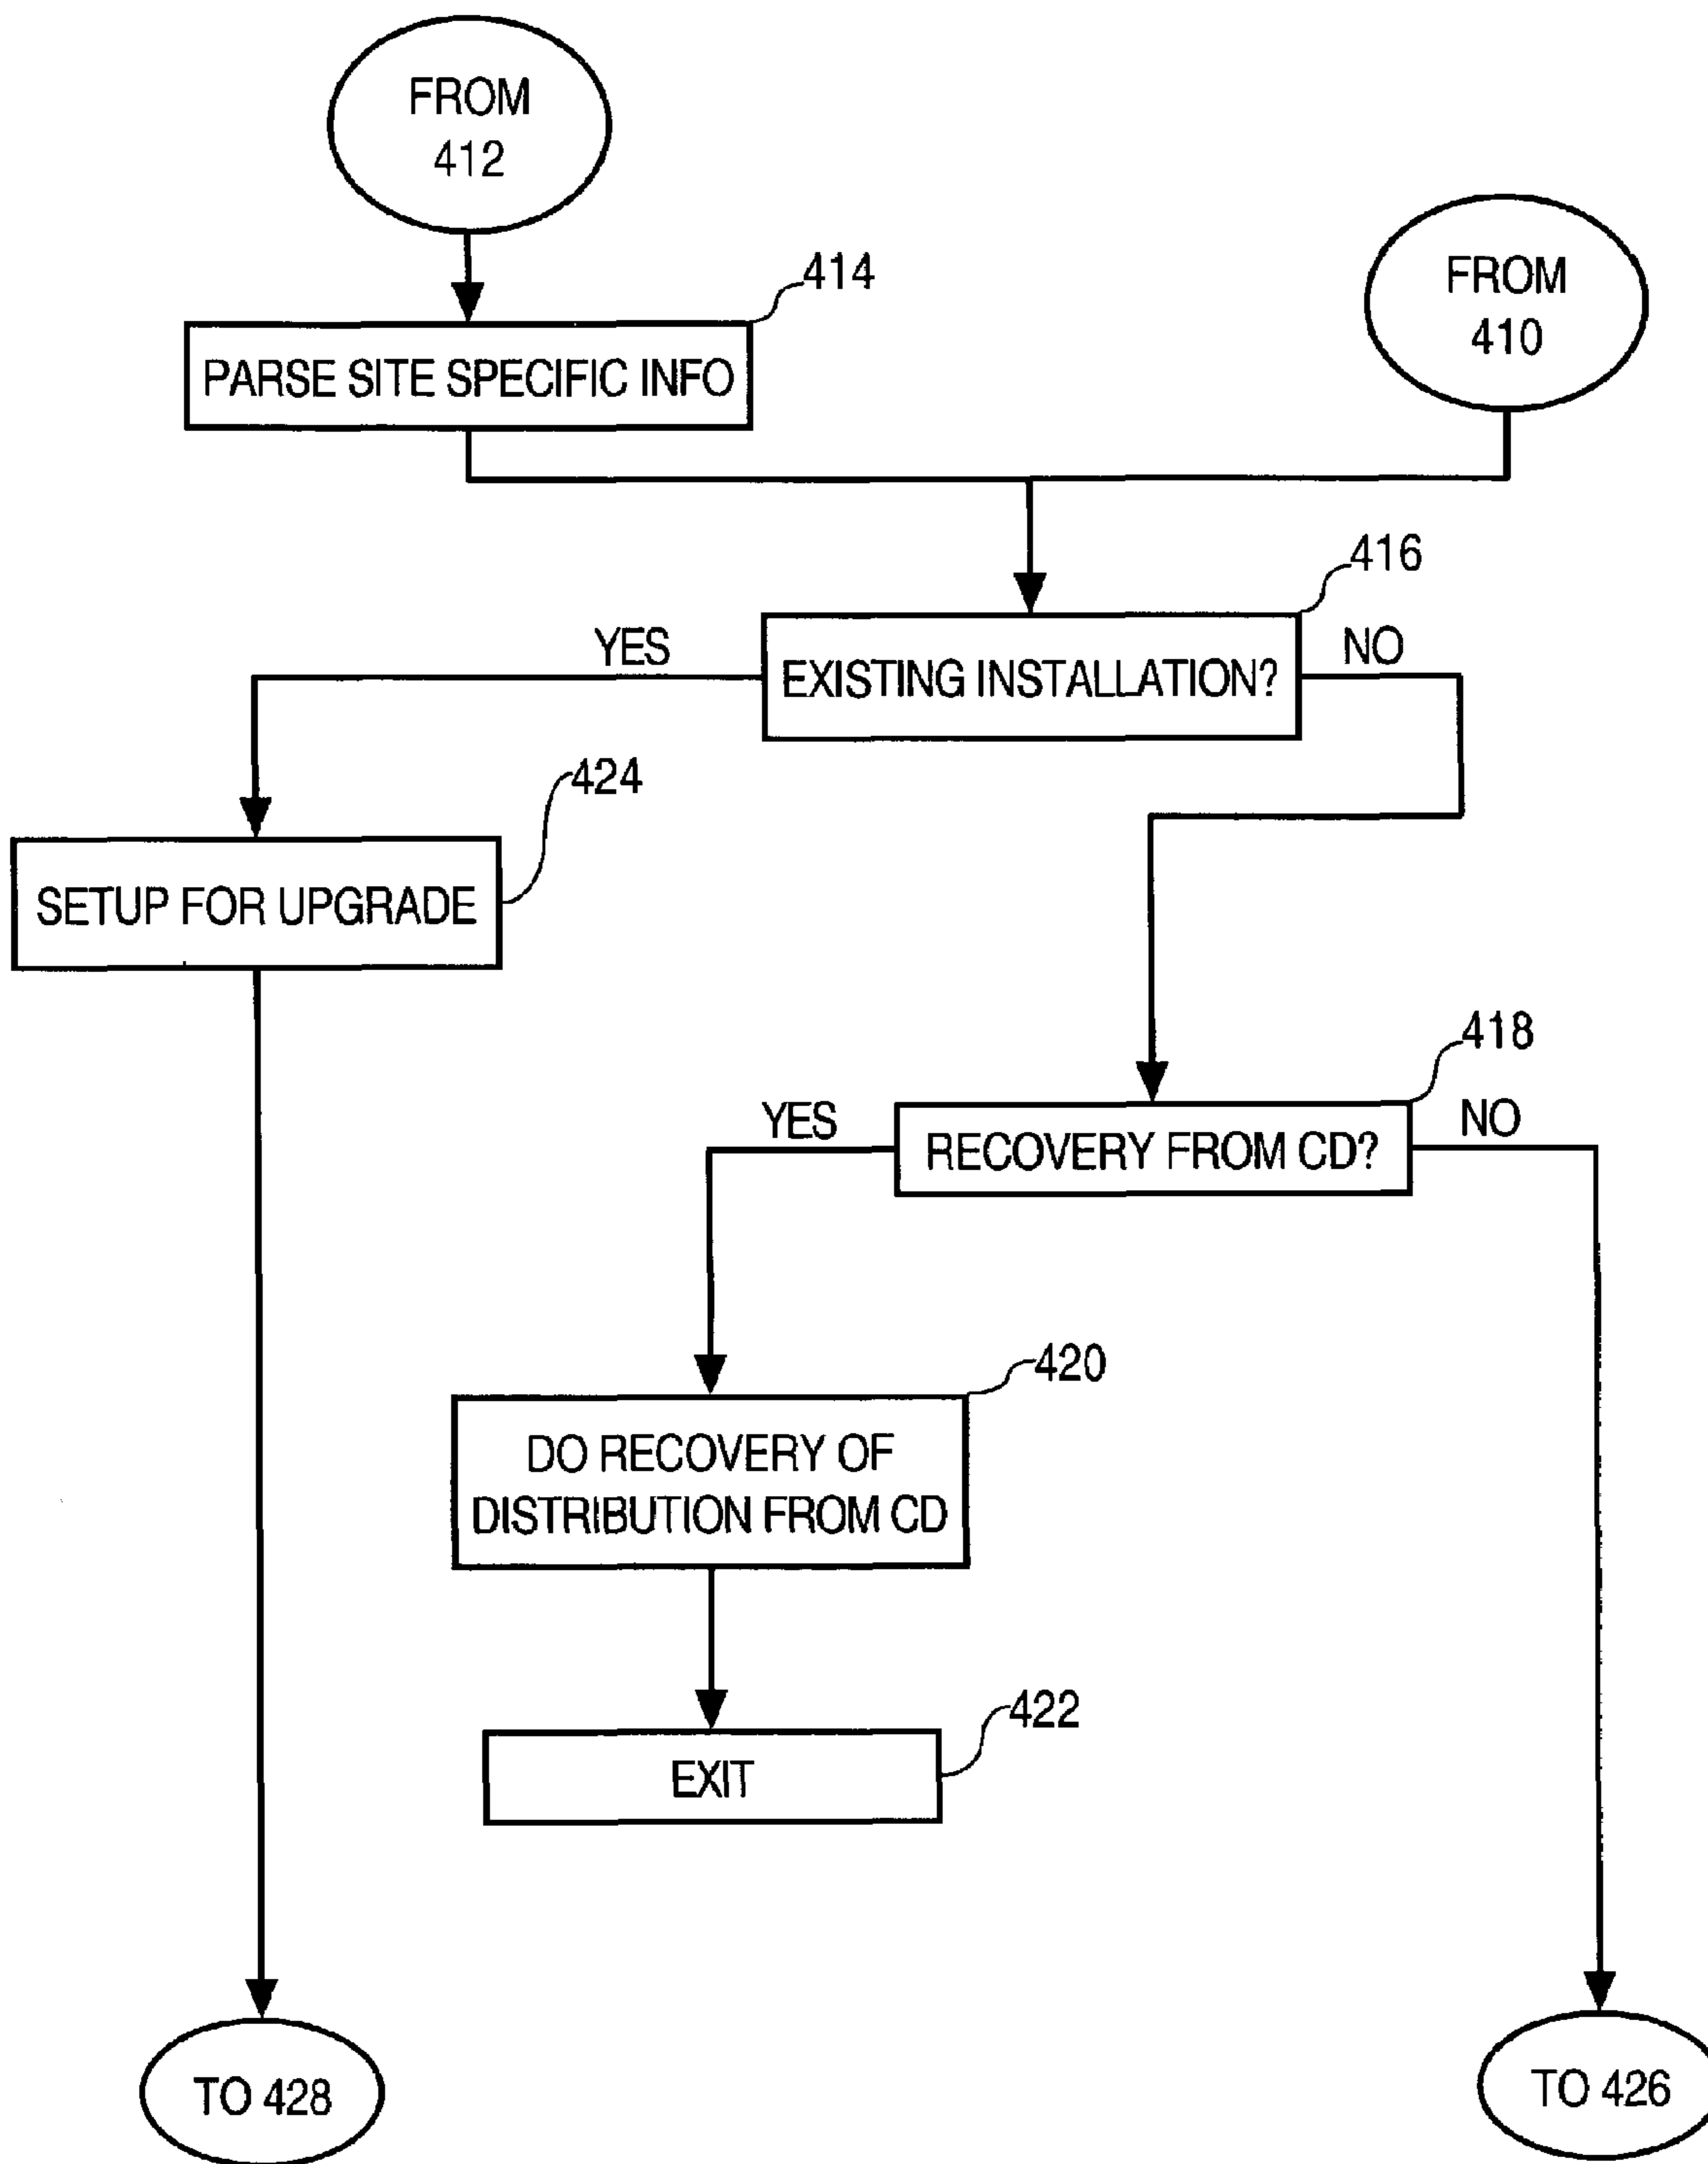 FROM
412
414
PARSE SITE SPECIFIC INFO
FROM
410
416
YES
EXISTING INSTALLATION?
NO
424
SETUP FOR UPGRADE
418
YES
RECOVERY FROM CD?
NO
420
DO RECOVERY OF
DISTRIBUTION FROM CD
422
EXIT
TO 428
TO 426